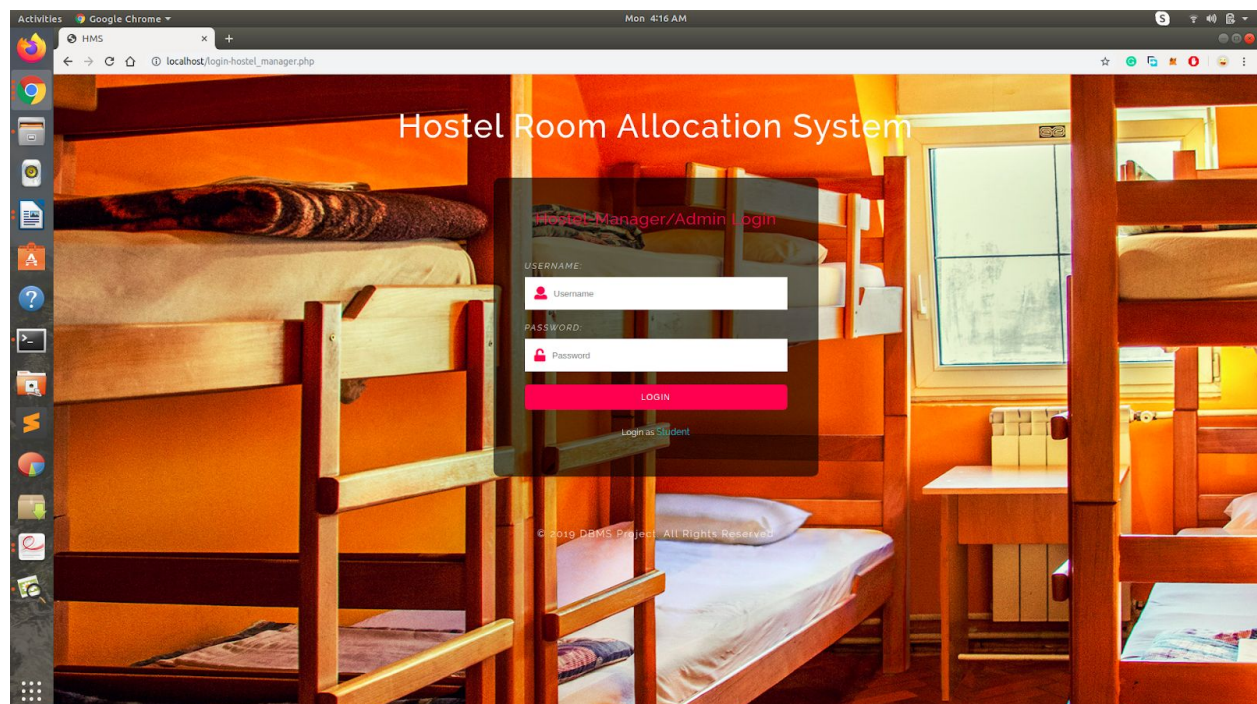 Activities Google Chrome Mon 4:16 AM
HMS
localhost/login-hostel_manager.php
Hostel Room Allocation System
Hostel Manager/Admin Login
USERNAME:
Username
PASSWORD:
Password
LOGIN
Login as Student
© 2019 DBMS Project. All Rights Reserved